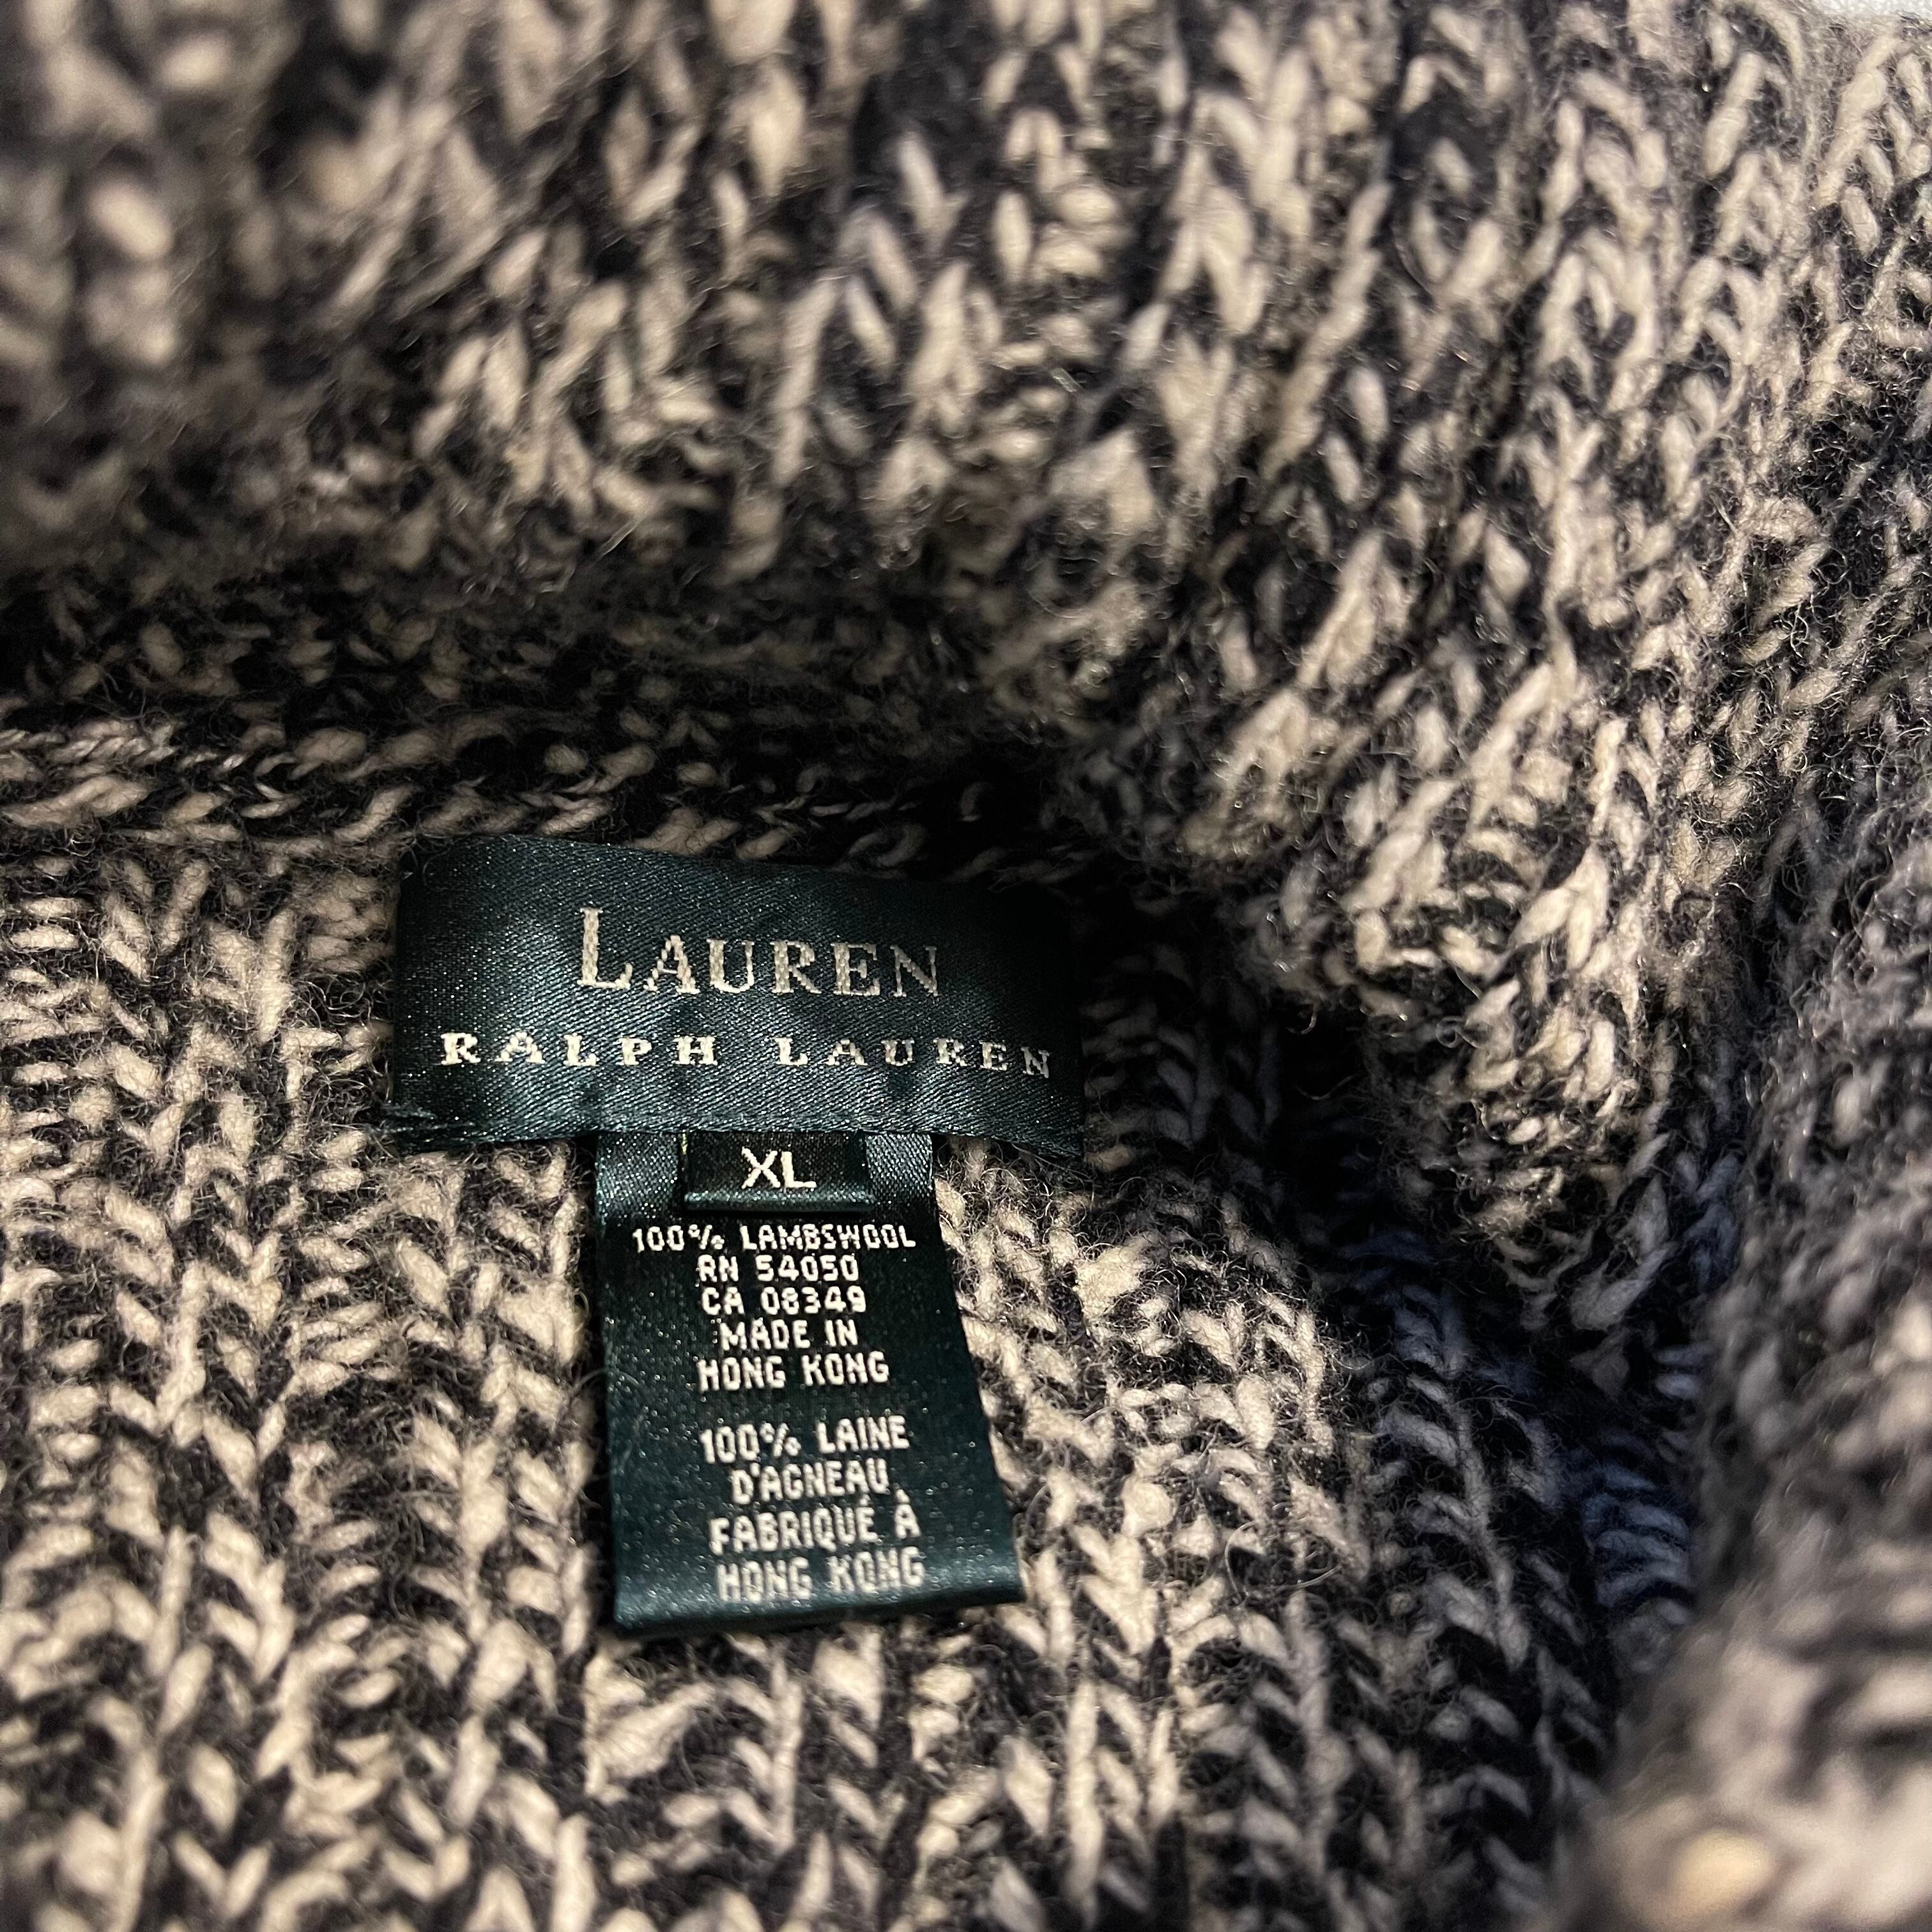 LAUREN
RALPH LAUREN
XL
100% LAMBSWOOL
RN 54050
CA 08349
MADE IN
HONG KONG
100% LAINE
D'AGNEAU
FABRIQUÉ À
HONG KONG